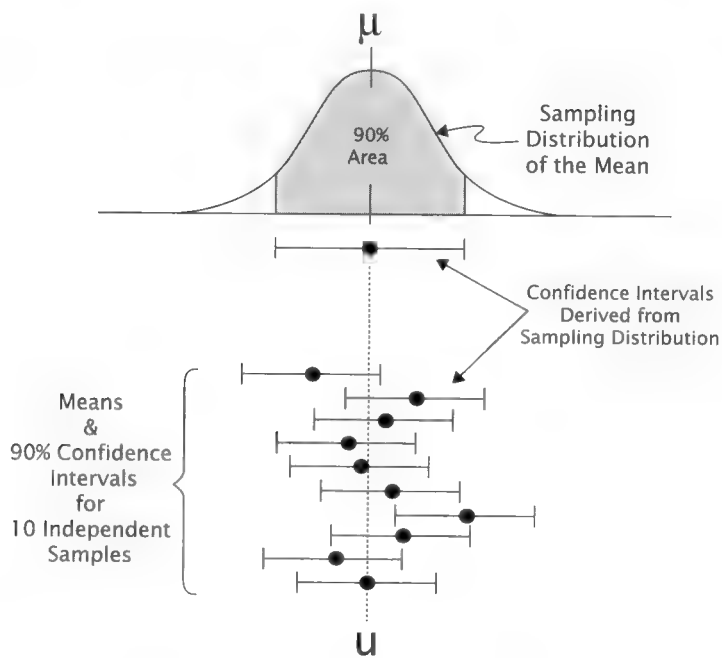 μ
90%
Area
Sampling
Distribution
of the Mean
Confidence Intervals
Derived from
Sampling Distribution
Means
&
90% Confidence
Intervals
for
10 Independent
Samples
u